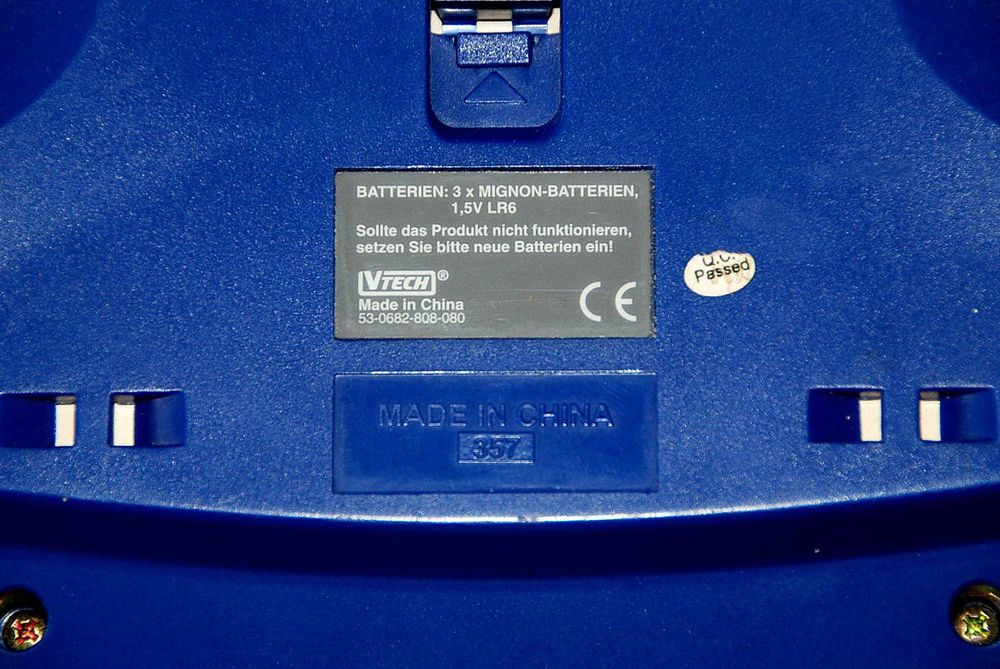 BATTERIEN: 3 x MIGNON-BATTERIEN,
1,5V LR6
Sollte das Produkt nicht funktionieren,
setzen Sie bitte neue Batterien ein!
VTECH®
Made in China
53-0682-808-080
CE
Q.C.
Passed
MADE IN CHINA
357